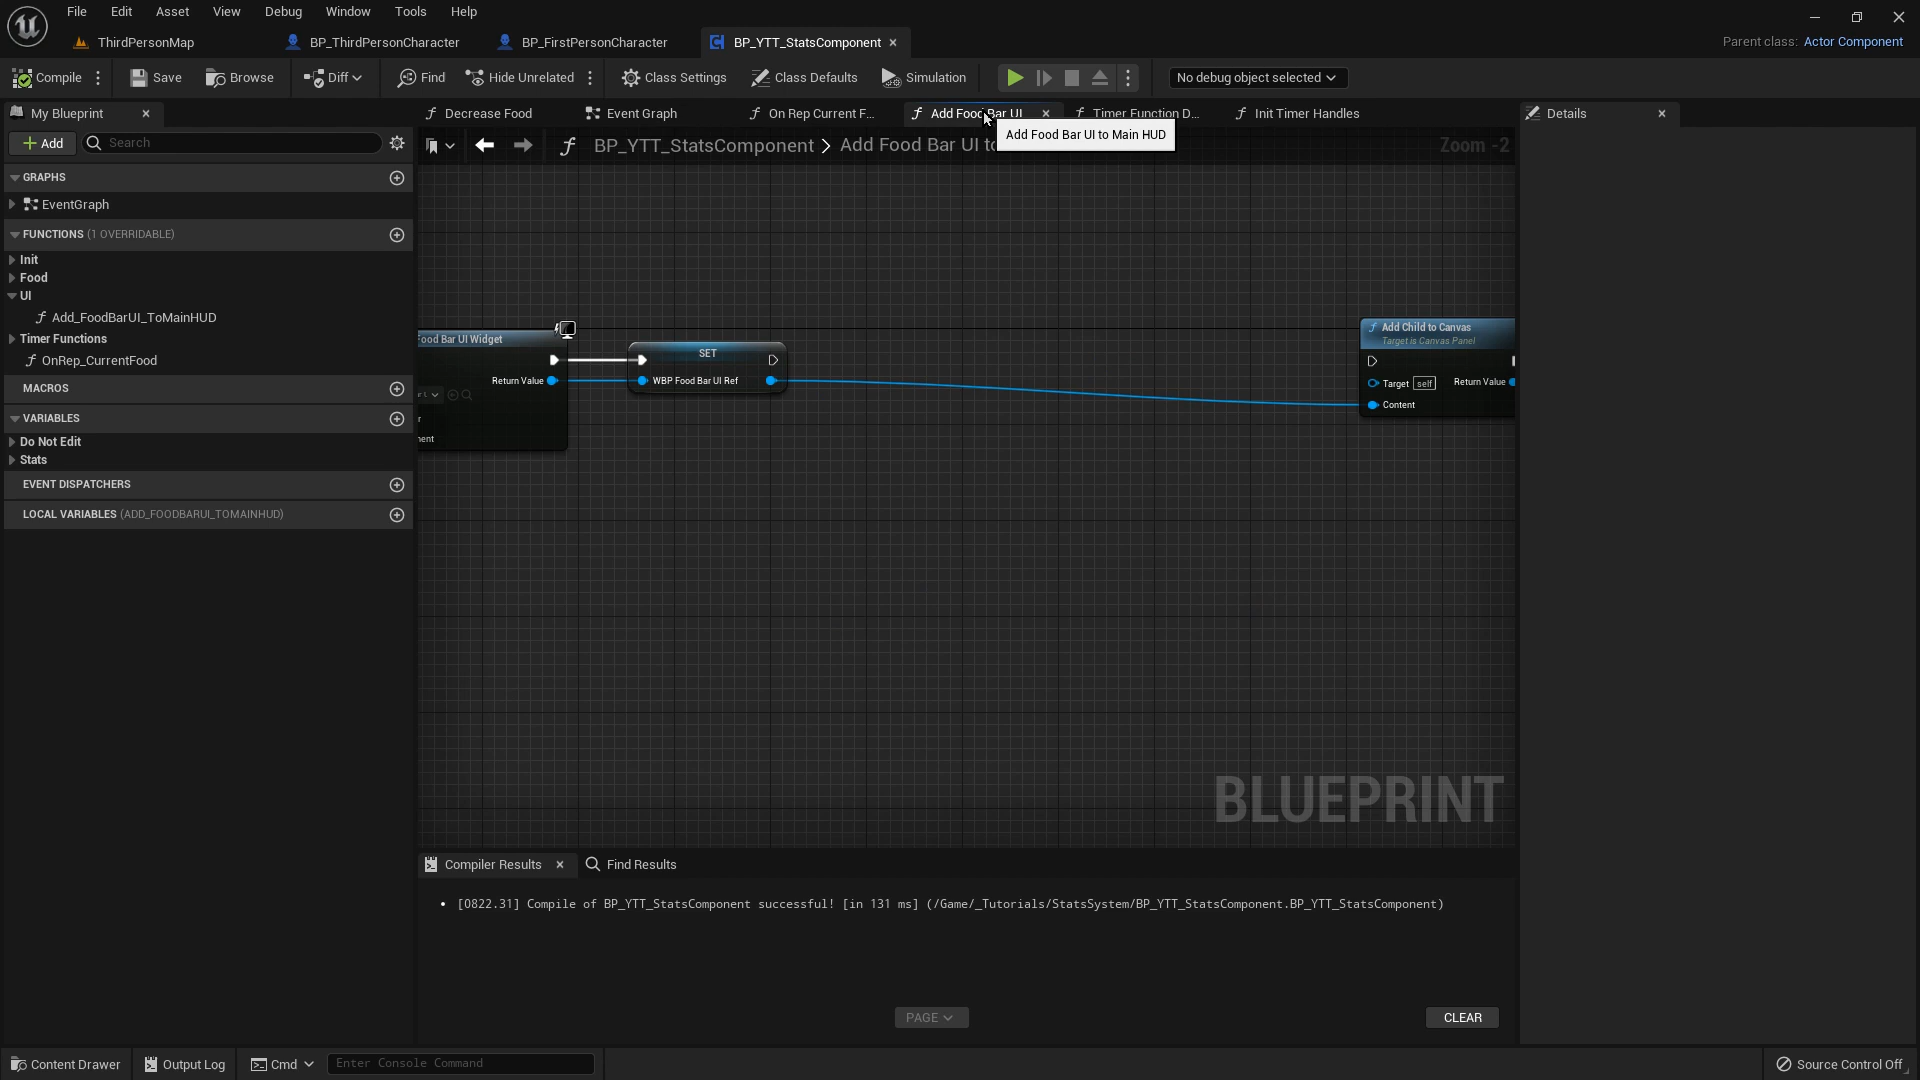 File Edit Asset View Debug Window Tools Help
ThirdPersonMap BP_ThirdPersonCharacter BP_FirstPersonCharacter BP_YTT_StatsComponent Parent class: Actor Component
Compile Save Browse Diff Find Hide Unrelated Class Settings Class Defaults Simulation No debug object selected
My Blueprint Decrease Food Event Graph On Rep Current F... Add Food Bar UI Timer Function D... Init Timer Handles Details
Add Food Bar UI to Main HUD
Add Search BP_YTT_StatsComponent > Add Food Bar UI to Zoom -2
GRAPHS
EventGraph
FUNCTIONS (1 OVERRIDABLE)
Init
Food
UI
Add_FoodBarUI_ToMainHUD
Timer Functions
OnRep_CurrentFood
MACROS
VARIABLES
Do Not Edit
Stats
EVENT DISPATCHERS
LOCAL VARIABLES (ADD_FOODBARUI_TOMAINHUD)
Food Bar UI Widget
Return Value
SET
WBP Food Bar UI Ref
Add Child to Canvas
Target is Canvas Panel
Target self Return Value
Content
BLUEPRINT
Compiler Results Find Results
• [0822.31] Compile of BP_YTT_StatsComponent successful! [in 131 ms] (/Game/_Tutorials/StatsSystem/BP_YTT_StatsComponent.BP_YTT_StatsComponent)
PAGE CLEAR
Content Drawer Output Log Cmd Enter Console Command Source Control Off